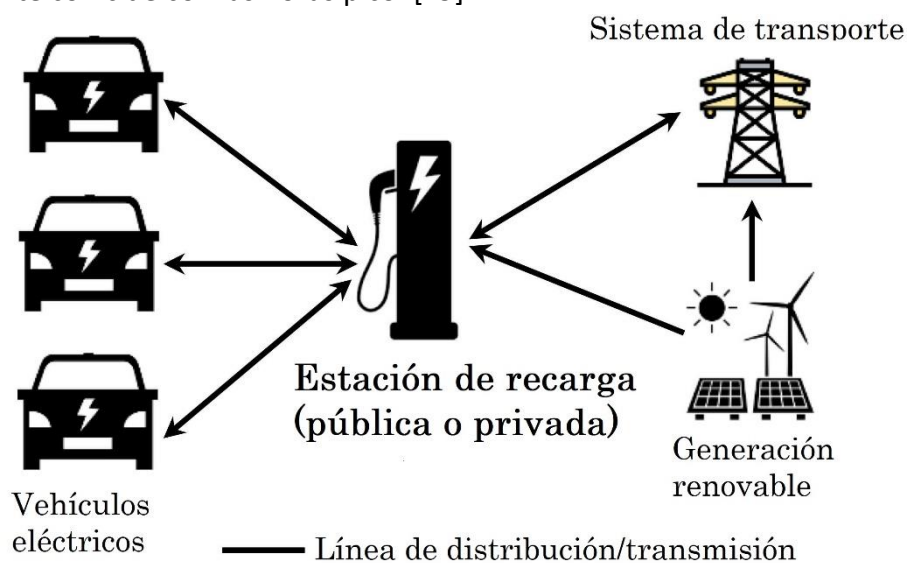 Sistema de transporte
Estación de recarga
(pública o privada)
Generación
renovable
Vehículos
eléctricos
Línea de distribución/transmisión